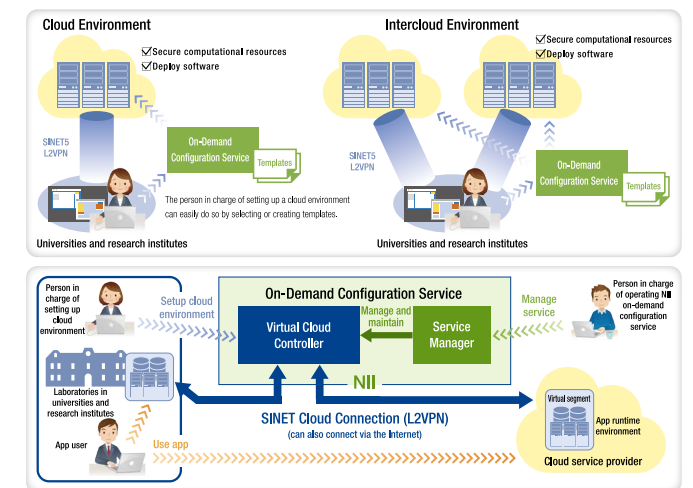 Cloud Environment
Secure computational resources
Deploy software
SINET5
L2VPN
On-Demand
Configuration Service
Templates
The person in charge of setting up a cloud environment
can easily do so by selecting or creating templates.
Universities and research institutes
Intercloud Environment
Secure computational resources
Deploy software
SINET5
L2VPN
On-Demand
Configuration Service
Templates
Universities and research institutes
Person in
charge of
setting up
cloud
environment
Setup cloud
environment
On-Demand Configuration Service
Virtual Cloud
Controller
Manage and
maintain
Service
Manager
NII
Manage
service
Person in charge
of operating NII
on-demand
configuration
service
Laboratories in
universities and
research institutes
App user
Use app
SINET Cloud Connection (L2VPN)
(can also connect via the Internet)
Virtual segment
App runtime
environment
Cloud service provider